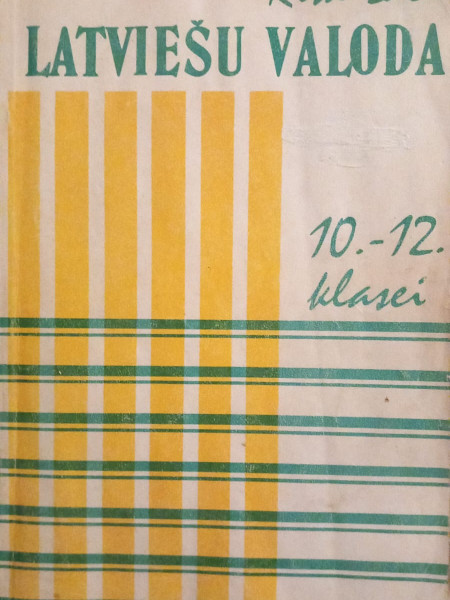 LATVIEŠU VALODA
10.-12.
klasei